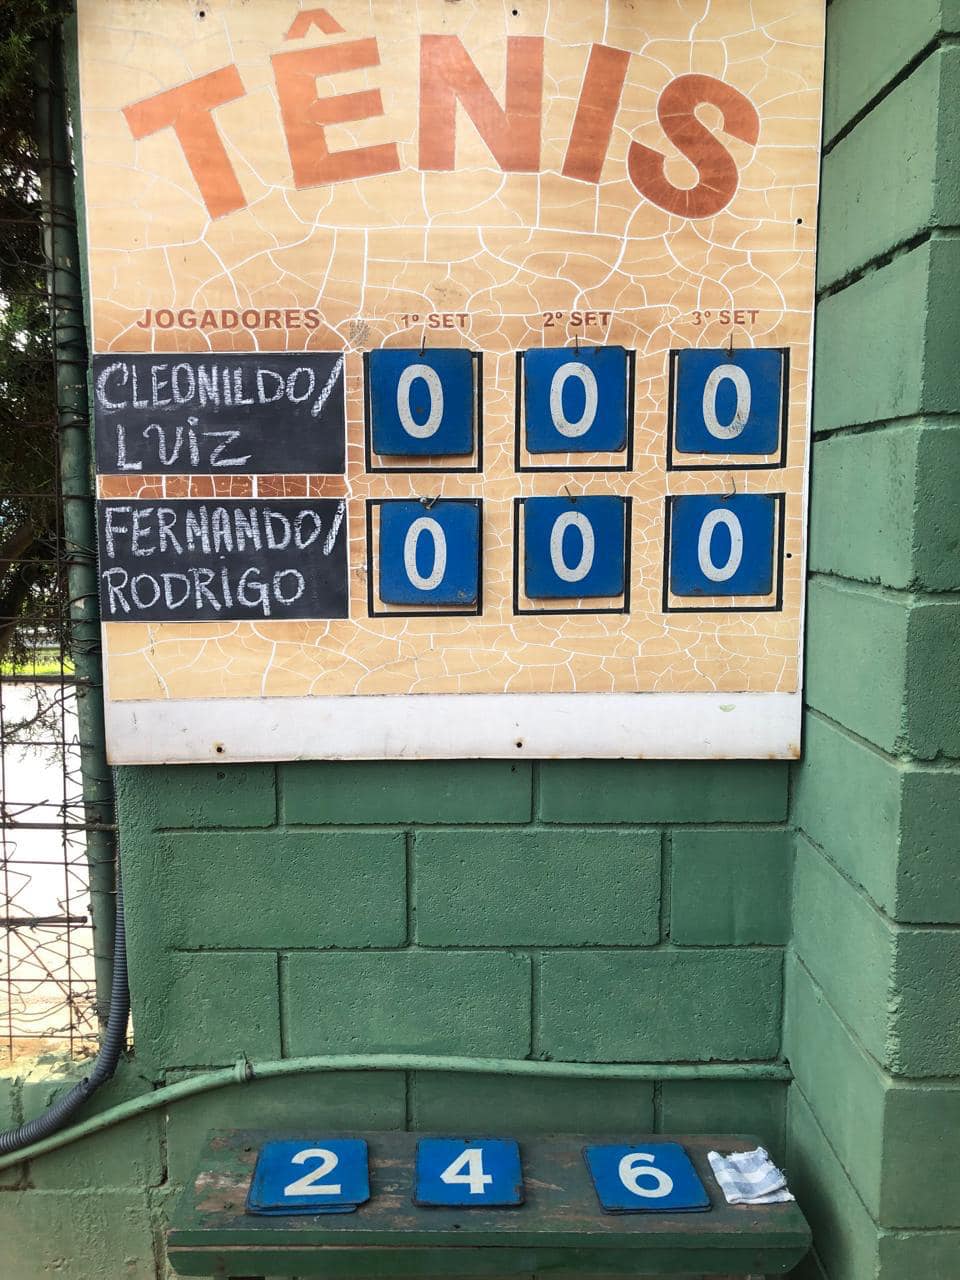 TÊNIS
JOGADORES 1º SET 2º SET 3º SET
CLEONILDO/
LUiZ
0 0 0
FERNANDO/
RODRIGO
0 0 0
2 4 6